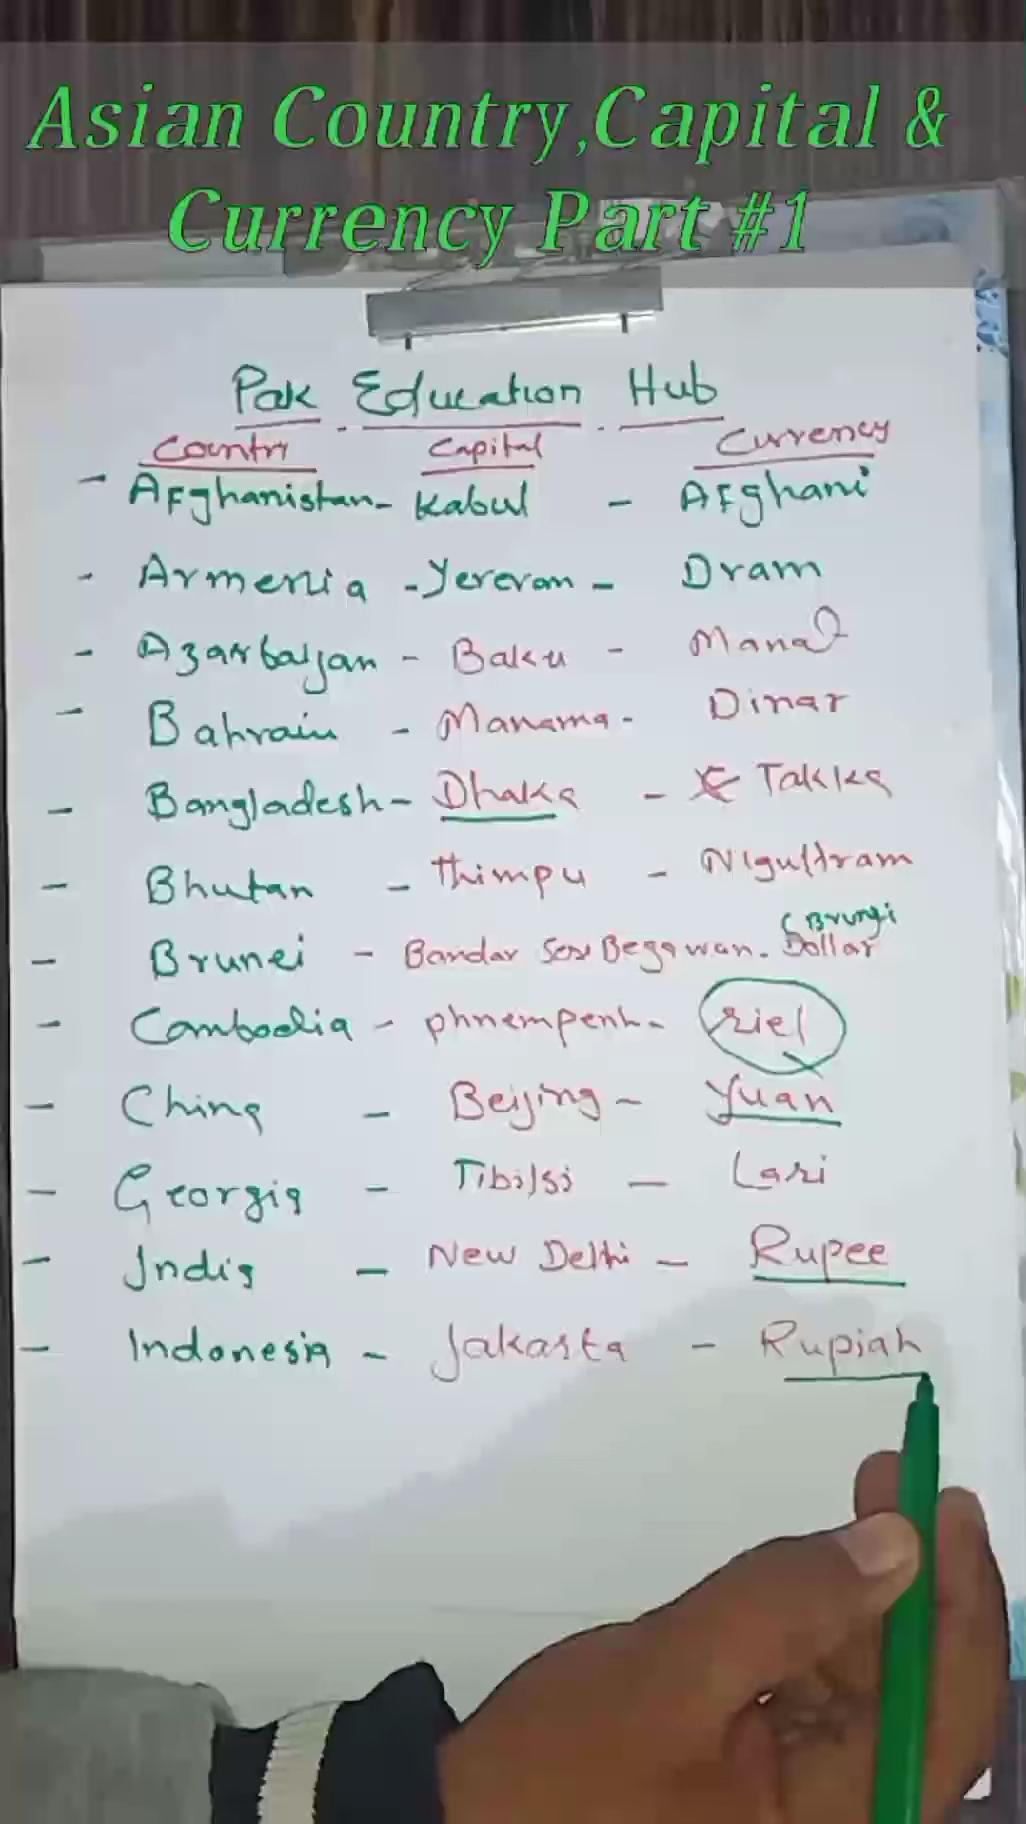 Asian Country,Capital &
Currency Part #1
Pak Education Hub
Country Capital Currency
- Afghanistan - Kabul - Afghani
- Armenia - Yerevan - Dram
- Azarbaijan - Baku - Manat
- Bahrain - Manama - Dinar
- Bangladesh - Dhaka - Takka
- Bhutan - Thimpu - Nigultram
- Brunei - Bandar Seri Begawan. Dollar
(Brunei
- Cambodia - phnempenh - riel
- China - Beijing - Yuan
- Georgia - Tibilsi - Lari
- India - New Delhi - Rupee
- Indonesia - Jakarta - Rupiah